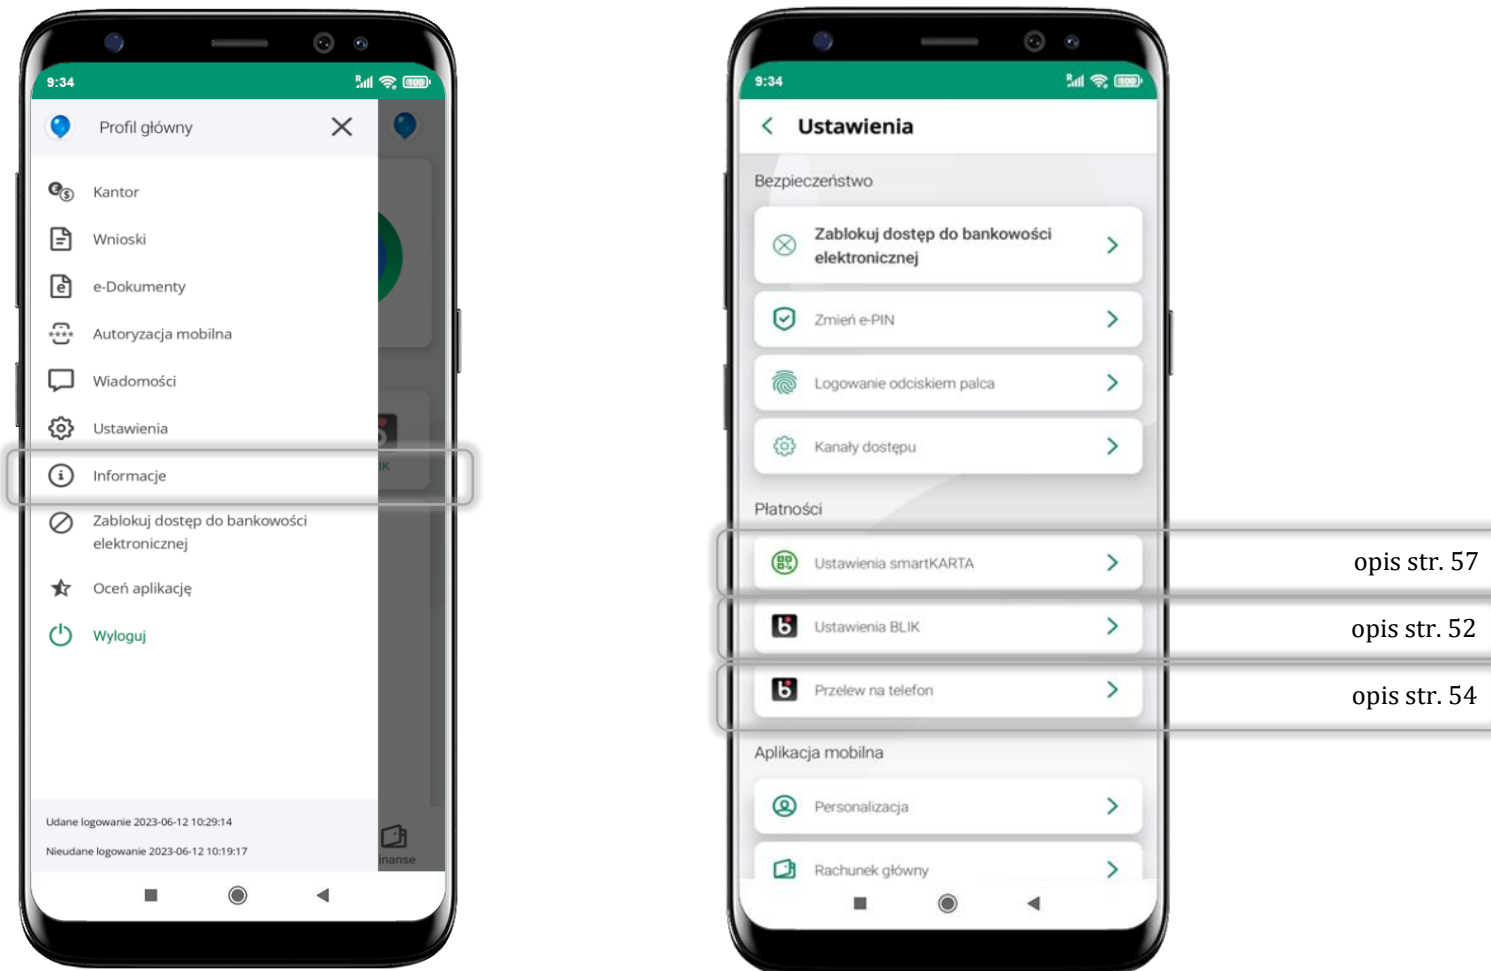 9:34
Profil główny
Kantor
Wnioski
e-Dokumenty
Autoryzacja mobilna
Wiadomości
Ustawienia
Informacje
IK
Zablokuj dostęp do bankowości
elektronicznej
Oceń aplikację
Wyloguj
Udane logowanie 2023-06-12 10:29:14
Nieudane logowanie 2023-06-12 10:19:17
inanse
9:34
Ustawienia
Bezpieczeństwo
Zablokuj dostęp do bankowości
elektronicznej
Zmień e-PIN
Logowanie odciskiem palca
Kanały dostępu
Płatności
Ustawienia smartKARTA
opis str. 57
Ustawienia BLIK
opis str. 52
Przelew na telefon
opis str. 54
Aplikacja mobilna
Personalizacja
Rachunek główny